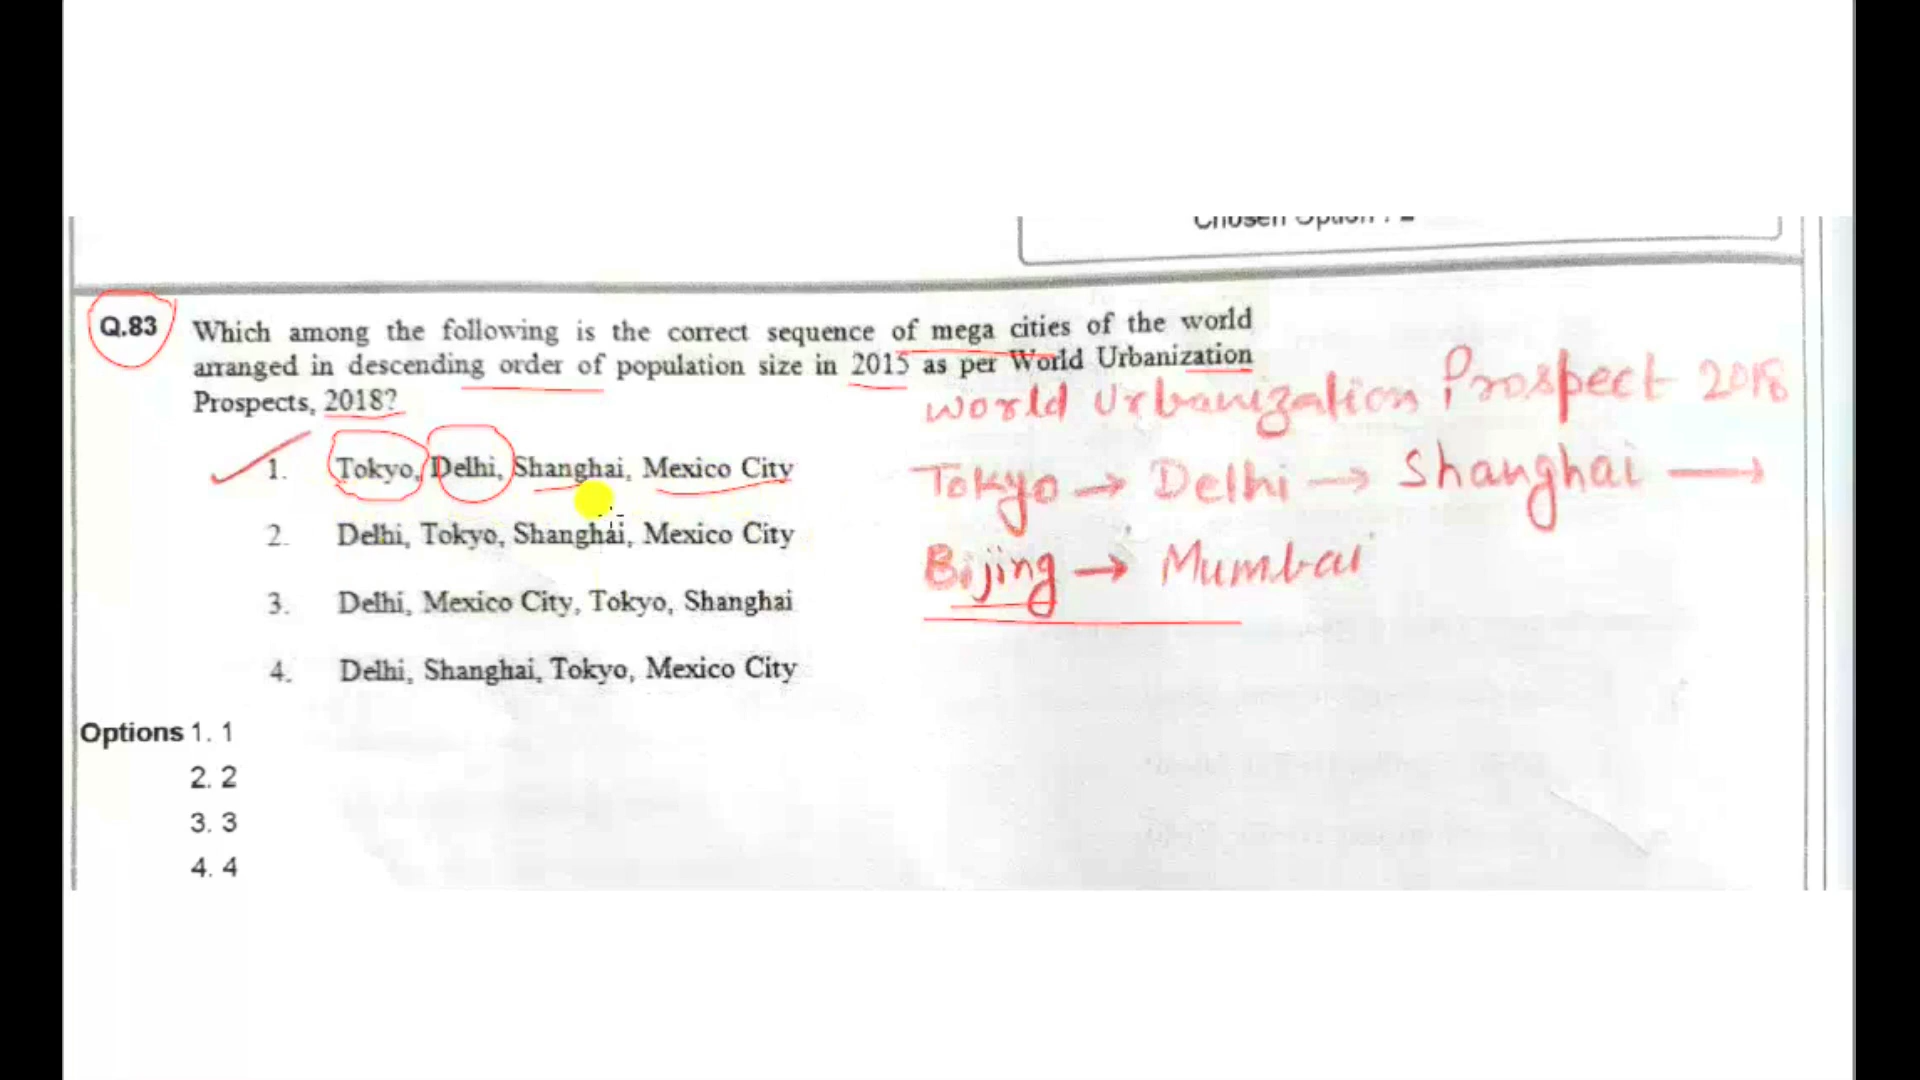 Chosen Option : 2
Q.83 Which among the following is the correct sequence of mega cities of the world
arranged in descending order of population size in 2015 as per World Urbanization
Prospects, 2018?
1. Tokyo, Delhi, Shanghai, Mexico City
2. Delhi, Tokyo, Shanghai, Mexico City
3. Delhi, Mexico City, Tokyo, Shanghai
4. Delhi, Shanghai, Tokyo, Mexico City
Options 1. 1
2. 2
3. 3
4. 4
World Urbanization Prospect 2018
Tokyo → Delhi → Shanghai →
Bijing → Mumbai